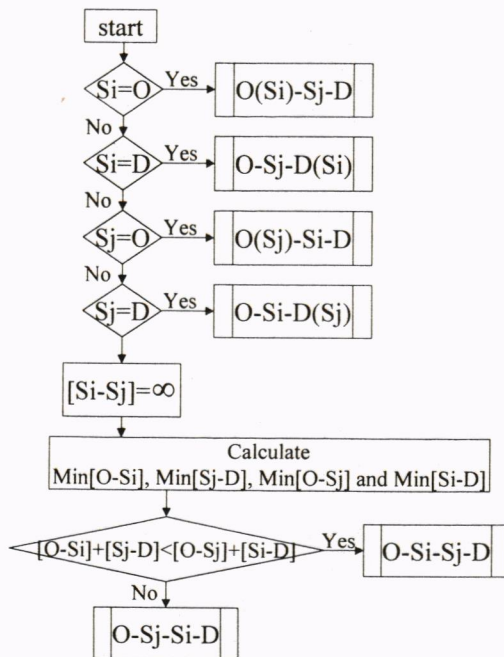 start
Si=O
Yes
O(Si)-Sj-D
No
Si=D
Yes
O-Sj-D(Si)
No
Sj=O
Yes
O(Sj)-Si-D
No
Sj=D
Yes
O-Si-D(Sj)
[Si-Sj]=∞
Calculate
Min[O-Si], Min[Sj-D], Min[O-Sj] and Min[Si-D]
[O-Si]+[Sj-D]<[O-Sj]+[Si-D]
Yes
O-Si-Sj-D
No
O-Sj-Si-D